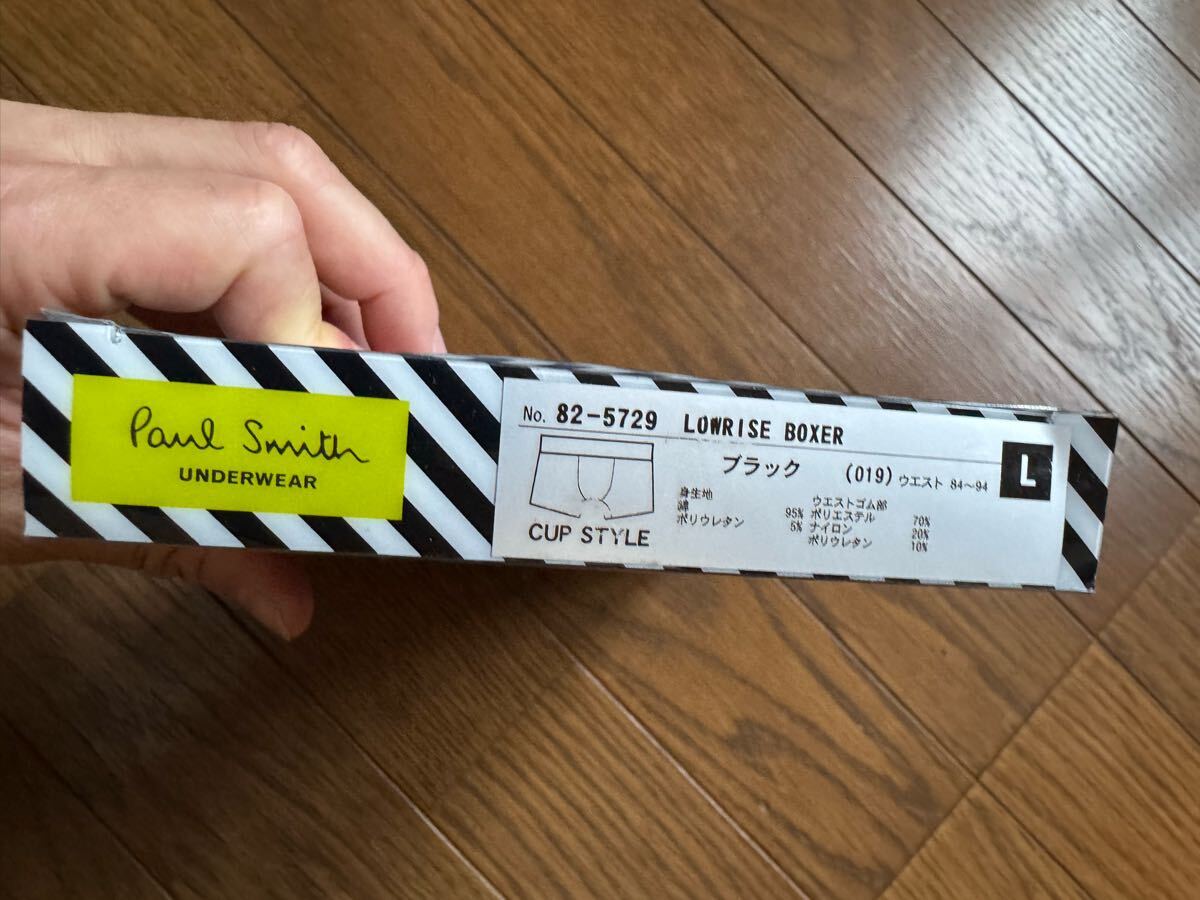 Paul Smith
UNDERWEAR
No. 82-5729 LOWRISE BOXER
ブラック (019) ウエスト 84〜94
L
CUP STYLE
身生地
綿 95%
ポリウレタン 5%
ウエストゴム部
ポリエステル 70%
ナイロン 20%
ポリウレタン 10%